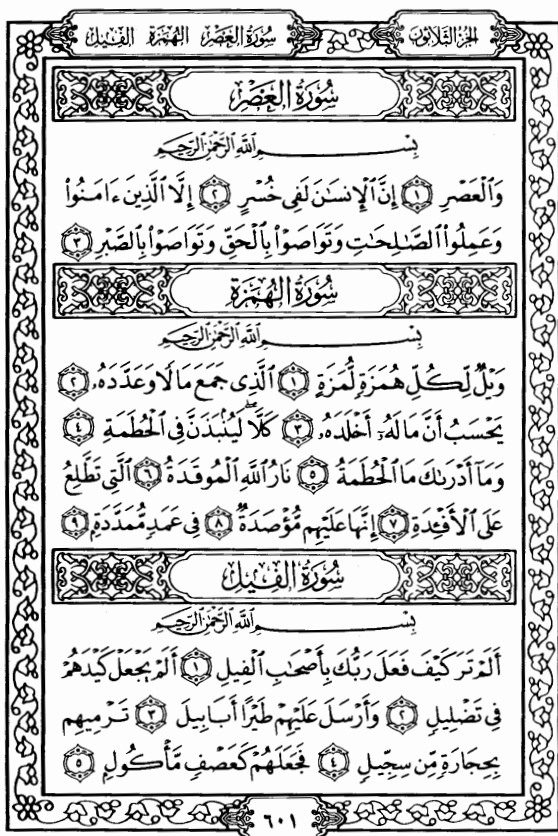 الجزء الثلاثون
سورة العصر الهمزة الفيل
سُورَةُ العَصْرِ
بِسْمِ ٱللَّهِ ٱلرَّحْمَٰنِ ٱلرَّحِيمِ
وَٱلْعَصْرِ ١ إِنَّ ٱلْإِنسَٰنَ لَفِى خُسْرٍ ٢ إِلَّا ٱلَّذِينَ ءَامَنُوا۟
وَعَمِلُوا۟ ٱلصَّٰلِحَٰتِ وَتَوَاصَوْا۟ بِٱلْحَقِّ وَتَوَاصَوْا۟ بِٱلصَّبْرِ ٣
سُورَةُ الهُمَزَةِ
بِسْمِ ٱللَّهِ ٱلرَّحْمَٰنِ ٱلرَّحِيمِ
وَيْلٌ لِّكُلِّ هُمَزَةٍ لُّمَزَةٍ ١ ٱلَّذِى جَمَعَ مَالًا وَعَدَّدَهُۥ ٢
يَحْسَبُ أَنَّ مَالَهُۥٓ أَخْلَدَهُۥ ٣ كَلَّا ۖ لَيُنۢبَذَنَّ فِى ٱلْحُطَمَةِ ٤
وَمَآ أَدْرَىٰكَ مَا ٱلْحُطَمَةُ ٥ نَارُ ٱللَّهِ ٱلْمُوقَدَةُ ٦ ٱلَّتِى تَطَّلِعُ
عَلَى ٱلْأَفْـِٔدَةِ ٧ إِنَّهَا عَلَيْهِم مُّؤْصَدَةٌ ٨ فِى عَمَدٍ مُّمَدَّدَةٍۭ ٩
سُورَةُ الفِيلِ
بِسْمِ ٱللَّهِ ٱلرَّحْمَٰنِ ٱلرَّحِيمِ
أَلَمْ تَرَ كَيْفَ فَعَلَ رَبُّكَ بِأَصْحَٰبِ ٱلْفِيلِ ١ أَلَمْ يَجْعَلْ كَيْدَهُمْ
فِى تَضْلِيلٍ ٢ وَأَرْسَلَ عَلَيْهِمْ طَيْرًا أَبَابِيلَ ٣ تَرْمِيهِم
بِحِجَارَةٍ مِّن سِجِّيلٍ ٤ فَجَعَلَهُمْ كَعَصْفٍ مَّأْكُولٍۭ ٥
٦٠١